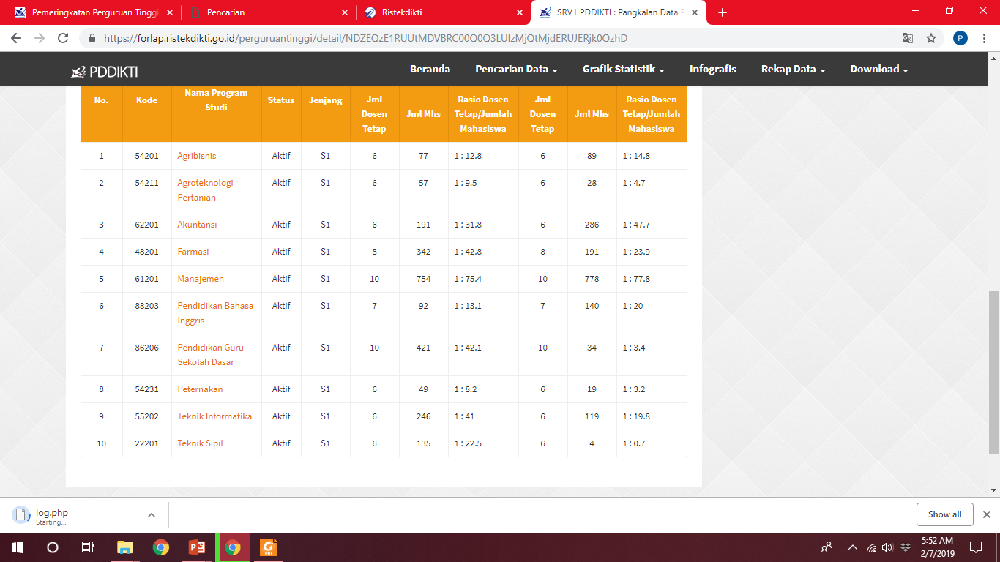 Pemeringkatan Perguruan Tinggi
Pencarian
Ristekdikti
SRV1 PDDIKTI : Pangkalan Data P
https://forlap.ristekdikti.go.id/perguruantinggi/detail/NDZEQzE1RUUtMDVBRC00Q0Q3LUIzMjQtMjdERUJERjk0QzhD
P
PDDIKTI Beranda Pencarian Data Grafik Statistik Infografis Rekap Data Download
No. Kode Nama Program Studi Status Jenjang Jml Dosen Tetap Jml Mhs Rasio Dosen Tetap/Jumlah Mahasiswa Jml Dosen Tetap Jml Mhs Rasio Dosen Tetap/Jumlah Mahasiswa
1 54201 Agribisnis Aktif S1 6 77 1 : 12.8 6 89 1 : 14.8
2 54211 Agroteknologi Pertanian Aktif S1 6 57 1 : 9.5 6 28 1 : 4.7
3 62201 Akuntansi Aktif S1 6 191 1 : 31.8 6 286 1 : 47.7
4 48201 Farmasi Aktif S1 8 342 1 : 42.8 8 191 1 : 23.9
5 61201 Manajemen Aktif S1 10 754 1 : 75.4 10 778 1 : 77.8
6 88203 Pendidikan Bahasa Inggris Aktif S1 7 92 1 : 13.1 7 140 1 : 20
7 86206 Pendidikan Guru Sekolah Dasar Aktif S1 10 421 1 : 42.1 10 34 1 : 3.4
8 54231 Peternakan Aktif S1 6 49 1 : 8.2 6 19 1 : 3.2
9 55202 Teknik Informatika Aktif S1 6 246 1 : 41 6 119 1 : 19.8
10 22201 Teknik Sipil Aktif S1 6 135 1 : 22.5 6 4 1 : 0.7
log.php
Starting...
Show all
5:52 AM
2/7/2019